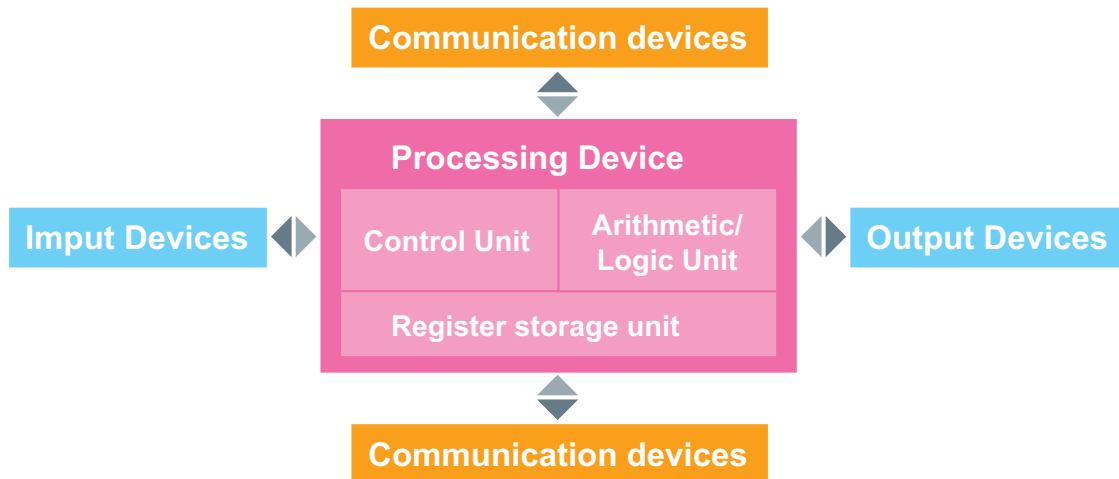 Communication devices
Processing Device
Imput Devices
Control Unit
Arithmetic/
Logic Unit
Output Devices
Register storage unit
Communication devices